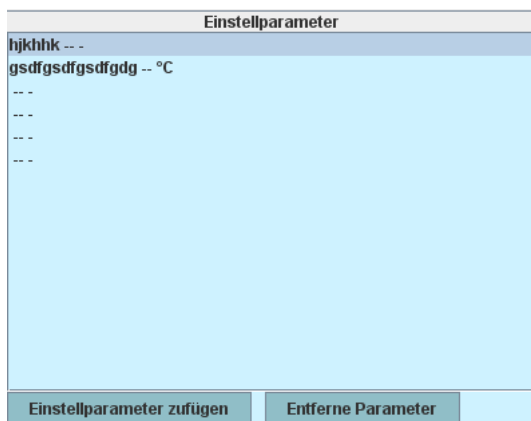 Einstellparameter
hjkhhk -- -
gsdfgsdfgsdfgdg -- °C
-- -
-- -
-- -
-- -
Einstellparameter zufügen
Entferne Parameter